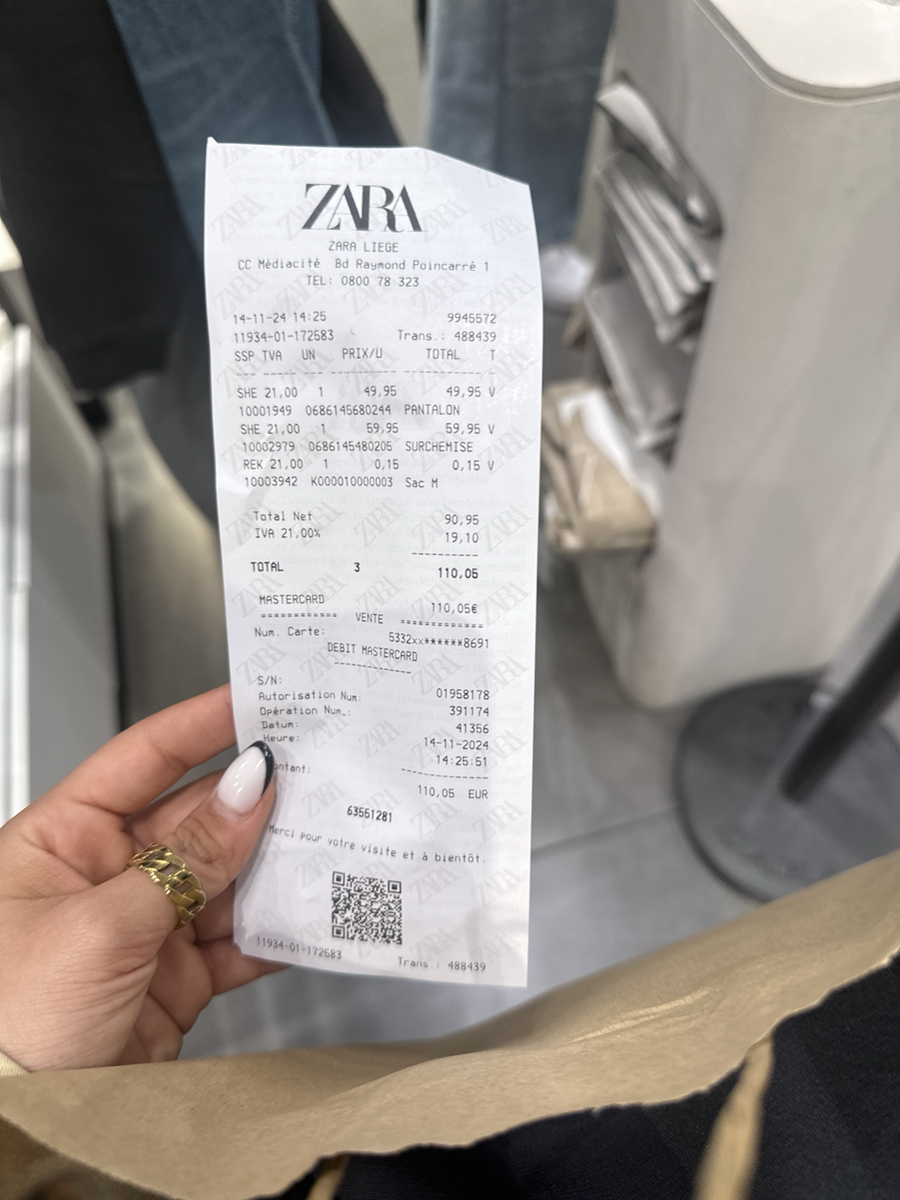 ZARA
ZARA LIEGE
CC Médiacité Bd Raymond Poincarré 1
TEL: 0800 78 323
14-11-24 14:25 9945572
11934-01-172583 Trans.: 488439
SSP TVA UN PRIX/U TOTAL T
SHE 21,00 1 49,95 49,95 V
10001949 0686145680244 PANTALON
SHE 21,00 1 59,95 59,95 V
10002979 0686145480205 SURCHEMISE
REK 21,00 1 0,15 0,15 V
10003942 K000010000003 Sac M
Total Net 90,95
IVA 21,00% 19,10
TOTAL 3 110,05
MASTERCARD 110,05€
VENTE
Num. Carte: 5332xx******8691
DEBIT MASTERCARD
S/N:
Autorisation Num: 01958178
Opération Num.: 391174
Datum: 41356
Heure: 14-11-2024
14:25:51
ontant:
110,05 EUR
63551281
Merci pour votre visite et à bientôt.
11934-01-172583 Trans.: 488439